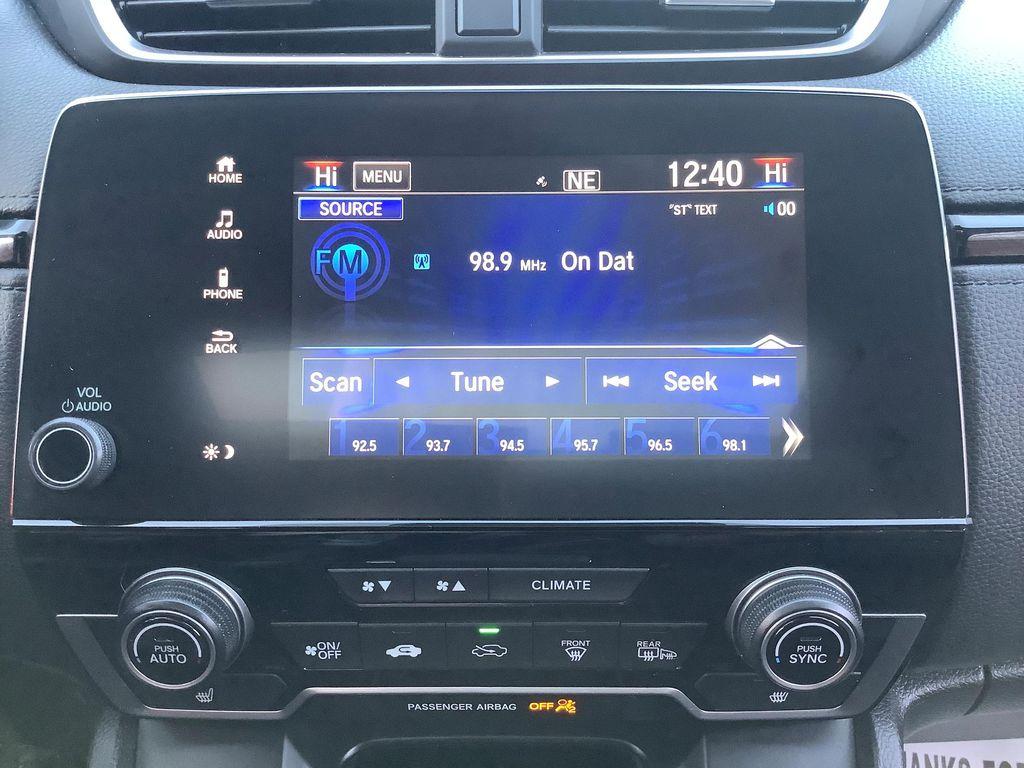 HOME
AUDIO
PHONE
BACK
VOL
AUDIO
Hi MENU NE 12:40 Hi
SOURCE "ST" TEXT 00
FM 98.9 MHz On Dat
Scan Tune Seek
1 92.5 2 93.7 3 94.5 4 95.7 5 96.5 6 98.1
CLIMATE
PUSH AUTO
ON/OFF
FRONT
REAR
PUSH SYNC
PASSENGER AIRBAG OFF